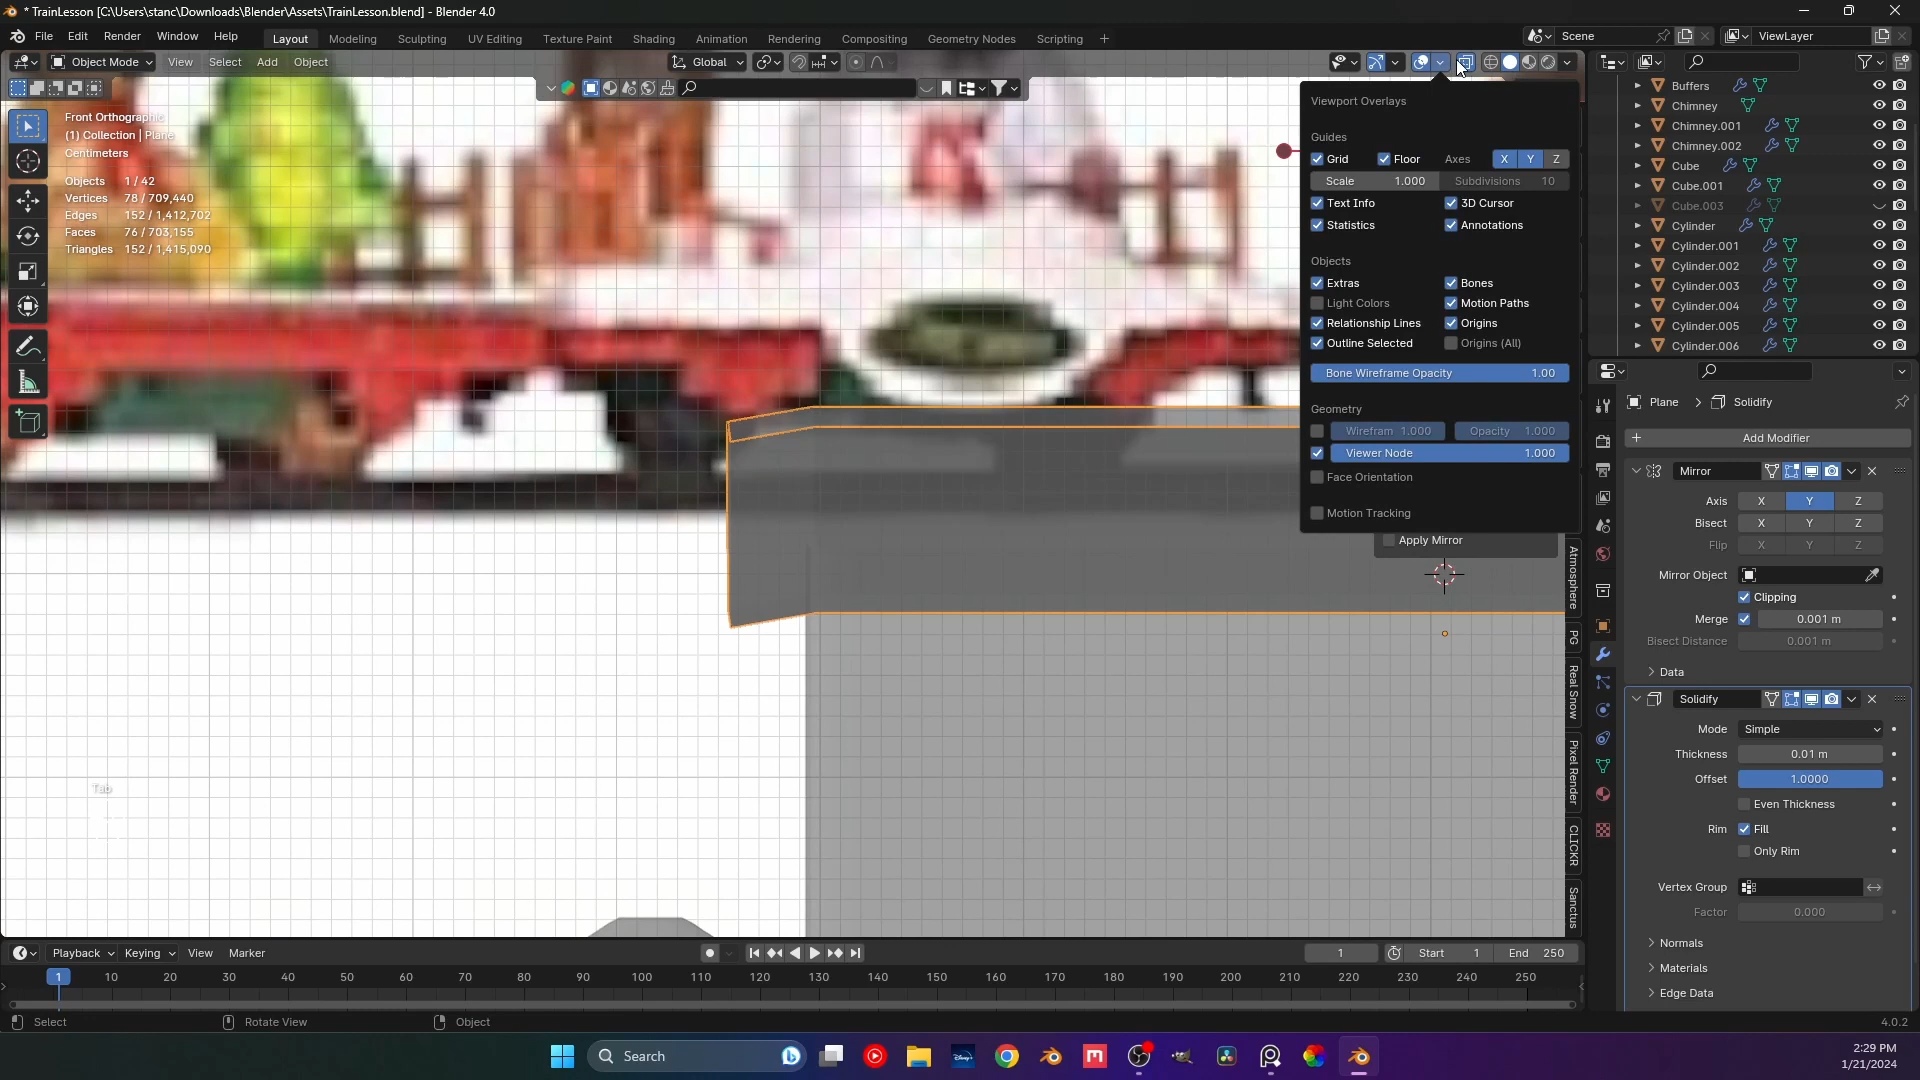 * TrainLesson [C:\Users\stanc\Downloads\Blender\Assets\TrainLesson.blend] - Blender 4.0
File Edit Render Window Help
Layout Modeling Sculpting UV Editing Texture Paint Shading Animation Rendering Compositing Geometry Nodes Scripting +
Scene
ViewLayer
Object Mode View Select Add Object
Global
Front Orthographic
(1) Collection | Plane
Centimeters
Objects 1 / 42
Vertices 78 / 709,440
Edges 152 / 1,412,702
Faces 76 / 703,155
Triangles 152 / 1,415,090
Tab
Viewport Overlays
Guides
Grid Floor Axes X Y Z
Scale 1.000 Subdivisions 10
Text Info 3D Cursor
Statistics Annotations
Objects
Extras Bones
Light Colors Motion Paths
Relationship Lines Origins
Outline Selected Origins (All)
Bone Wireframe Opacity 1.00
Geometry
Wirefram 1.000 Opacity 1.000
Viewer Node 1.000
Face Orientation
Motion Tracking
Apply Mirror
Atmosphere
PG
Real Snow
Pixel Render
CLICKR
Sanctus
Buffers
Chimney
Chimney.001
Chimney.002
Cube
Cube.001
Cube.003
Cylinder
Cylinder.001
Cylinder.002
Cylinder.003
Cylinder.004
Cylinder.005
Cylinder.006
Plane > Solidify
+ Add Modifier
Mirror
Axis X Y Z
Bisect X Y Z
Flip X Y Z
Mirror Object
Clipping
Merge 0.001 m
Bisect Distance 0.001 m
Data
Solidify
Mode Simple
Thickness 0.01 m
Offset 1.0000
Even Thickness
Rim Fill
Only Rim
Vertex Group
Factor 0.000
Normals
Materials
Edge Data
Playback Keying View Marker
1 Start 1 End 250
1 10 20 30 40 50 60 70 80 90 100 110 120 130 140 150 160 170 180 190 200 210 220 230 240 250
Select Rotate View Object
4.0.2
Search
Disney+
2:29 PM
1/21/2024